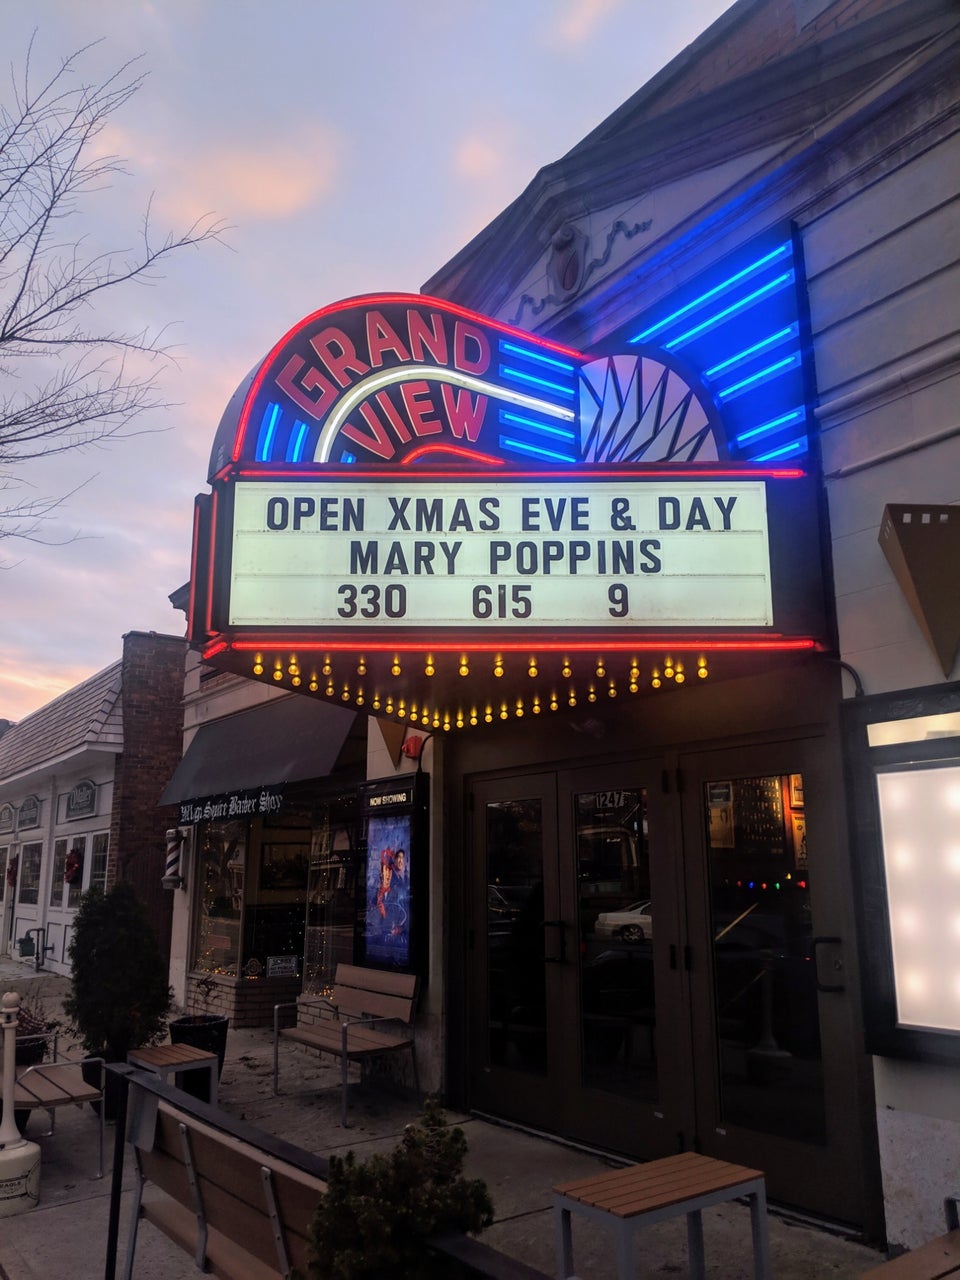 GRAND
VIEW
OPEN XMAS EVE & DAY
MARY POPPINS
330 615 9
NOW SHOWING
1247